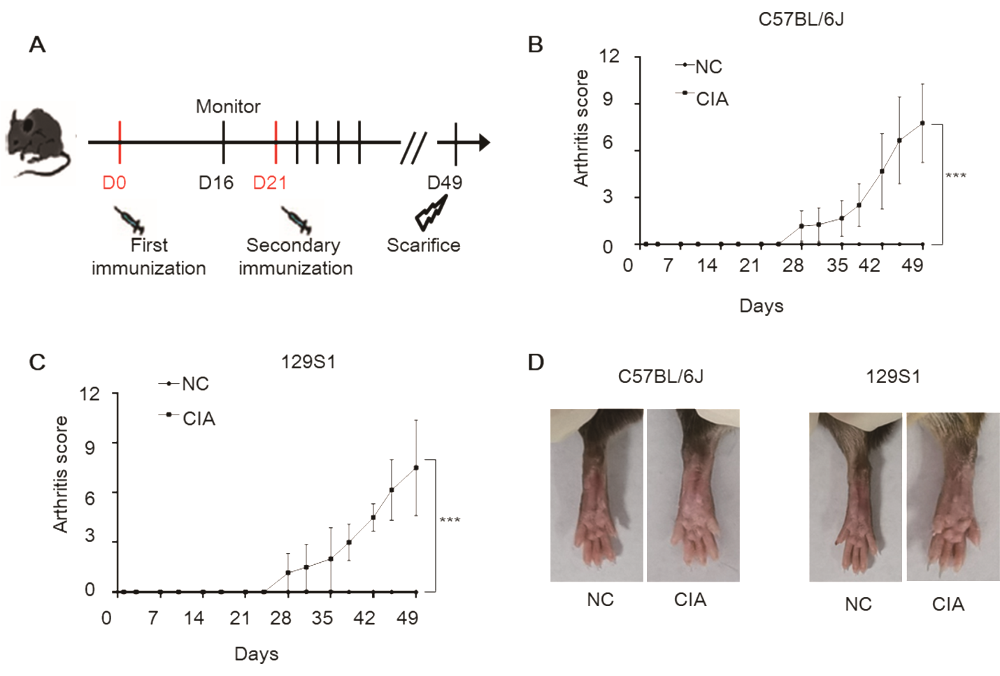 A
Monitor
D0
D16
D21
D49
First
immunization
Secondary
immunization
Scarifice
B
C57BL/6J
Arthritis score
12
9
6
3
0
NC
CIA
***
0 7 14 21 28 35 42 49
Days
C
129S1
Arthritis score
12
9
6
3
0
NC
CIA
***
0 7 14 21 28 35 42 49
Days
D
C57BL/6J
129S1
NC
CIA
NC
CIA